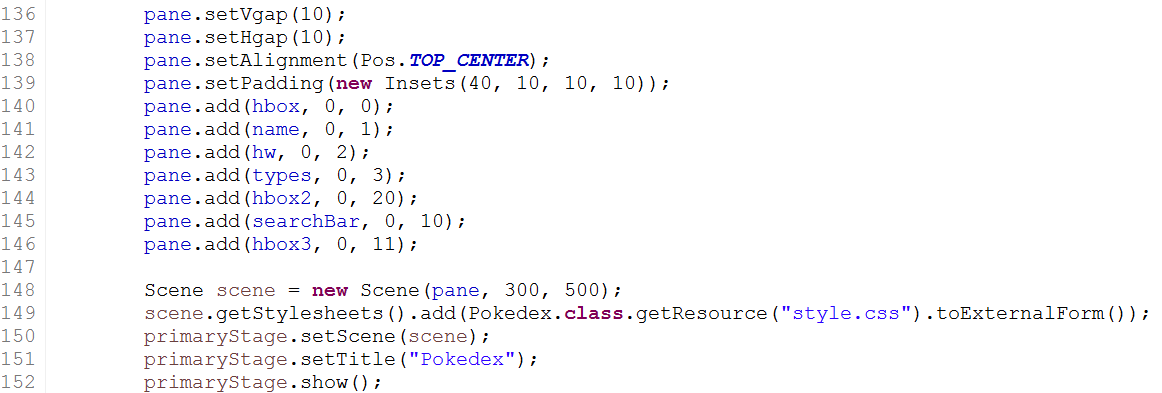 136 pane.setVgap(10);
137 pane.setHgap(10);
138 pane.setAlignment(Pos.TOP_CENTER);
139 pane.setPadding(new Insets(40, 10, 10, 10));
140 pane.add(hbox, 0, 0);
141 pane.add(name, 0, 1);
142 pane.add(hw, 0, 2);
143 pane.add(types, 0, 3);
144 pane.add(hbox2, 0, 20);
145 pane.add(searchBar, 0, 10);
146 pane.add(hbox3, 0, 11);
147
148 Scene scene = new Scene(pane, 300, 500);
149 scene.getStylesheets().add(Pokedex.class.getResource("style.css").toExternalForm());
150 primaryStage.setScene(scene);
151 primaryStage.setTitle("Pokedex");
152 primaryStage.show();